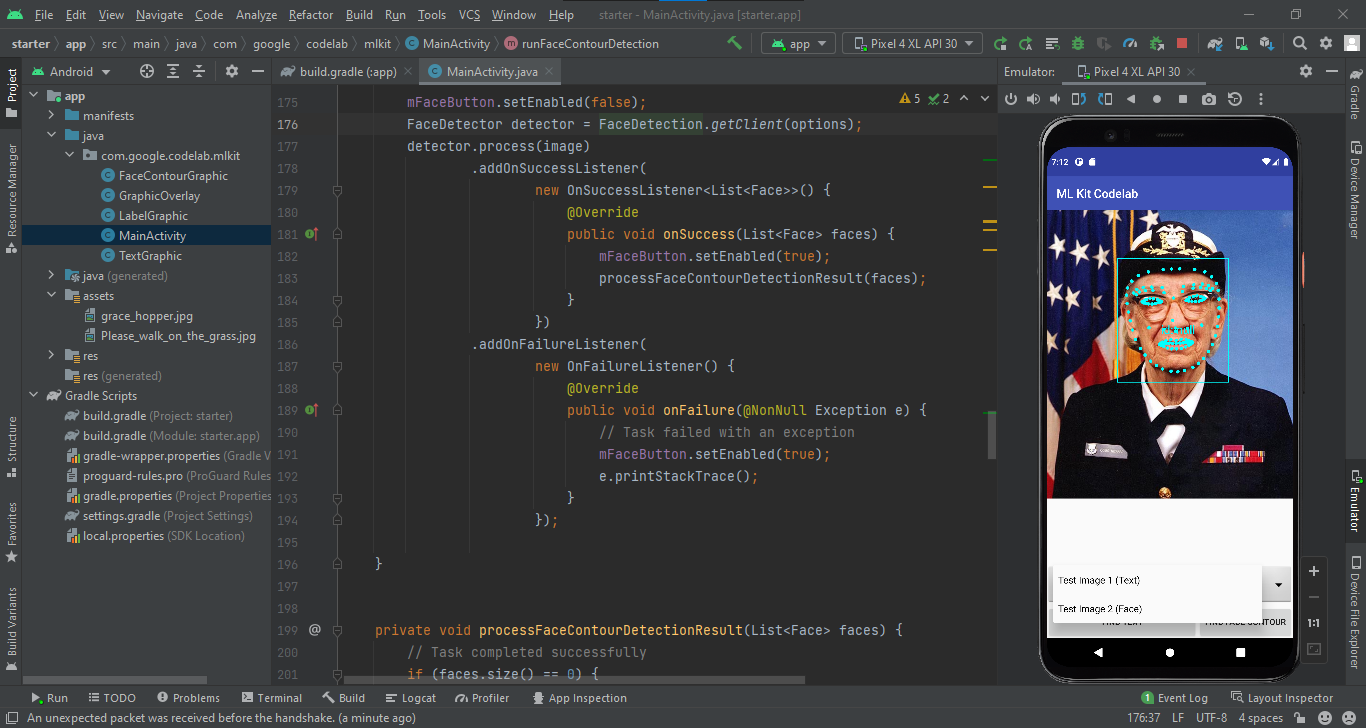 File Edit View Navigate Code Analyze Refactor Build Run Tools VCS Window Help starter - MainActivity.java [starter.app]
starter app src main java com google codelab mlkit MainActivity runFaceContourDetection app Pixel 4 XL API 30
Android
build.gradle (:app)
MainActivity.java
Emulator: Pixel 4 XL API 30
Project
Resource Manager
Structure
Favorites
Build Variants
app
manifests
java
com.google.codelab.mlkit
FaceContourGraphic
GraphicOverlay
LabelGraphic
MainActivity
TextGraphic
java (generated)
assets
grace_hopper.jpg
Please_walk_on_the_grass.jpg
res
res (generated)
Gradle Scripts
build.gradle (Project: starter)
build.gradle (Module: starter.app)
gradle-wrapper.properties (Gradle V
proguard-rules.pro (ProGuard Rules
gradle.properties (Project Properties
settings.gradle (Project Settings)
local.properties (SDK Location)
5 2
175 mFaceButton.setEnabled(false);
176 FaceDetector detector = FaceDetection.getClient(options);
177 detector.process(image)
178 .addOnSuccessListener(
179 new OnSuccessListener<List<Face>>() {
180 @Override
181 public void onSuccess(List<Face> faces) {
182 mFaceButton.setEnabled(true);
183 processFaceContourDetectionResult(faces);
184 }
185 })
186 .addOnFailureListener(
187 new OnFailureListener() {
188 @Override
189 public void onFailure(@NonNull Exception e) {
190 // Task failed with an exception
191 mFaceButton.setEnabled(true);
192 e.printStackTrace();
193 }
194 });
195
196 }
197
198
199 @ private void processFaceContourDetectionResult(List<Face> faces) {
200 // Task completed successfully
201 if (faces.size() == 0) {
7:12
ML Kit Codelab
Test Image 1 (Text)
Test Image 2 (Face)
1:1
Gradle
Device Manager
Emulator
Device File Explorer
Run TODO Problems Terminal Build Logcat Profiler App Inspection
1 Event Log Layout Inspector
An unexpected packet was received before the handshake. (a minute ago)
176:37 LF UTF-8 4 spaces